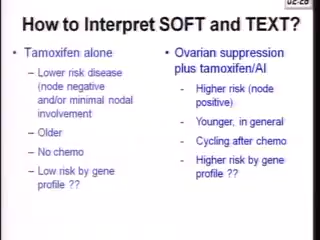 02-28
How to Interpret SOFT and TEXT?
• Tamoxifen alone
– Lower risk disease
(node negative
and/or minimal nodal
involvement
– Older
– No chemo
– Low risk by gene
profile ??
• Ovarian suppression
plus tamoxifen/AI
- Higher risk (node
positive)
- Younger, in general
- Cycling after chemo
- Higher risk by gene
profile ??